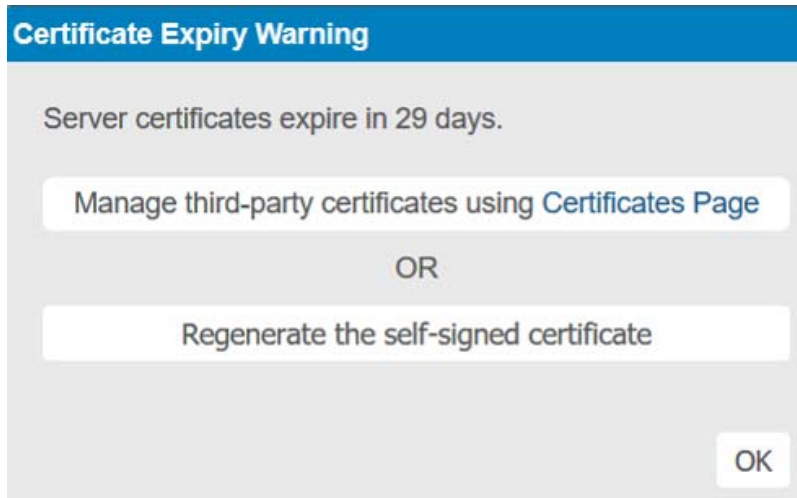 Certificate Expiry Warning
Server certificates expire in 29 days.
Manage third-party certificates using Certificates Page
OR
Regenerate the self-signed certificate
OK